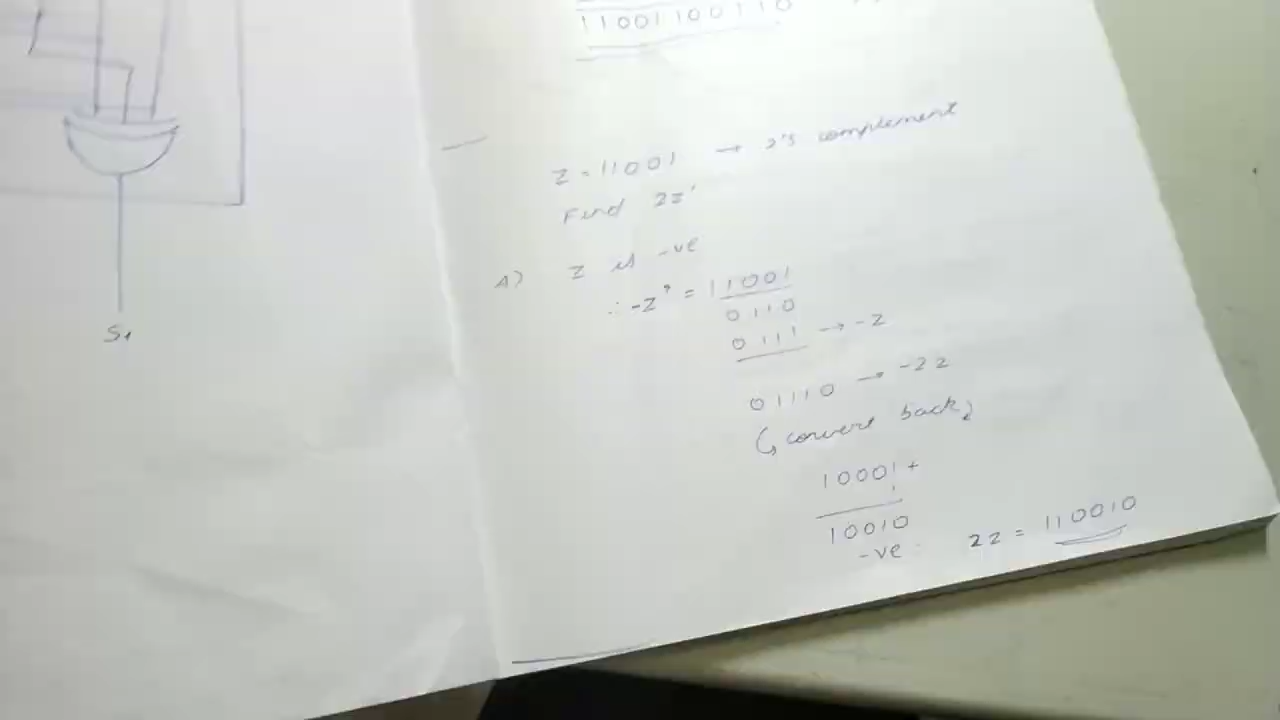 S1
11001100110
Z = 11001 → 2's complement
Find 2z'
A) Z is -ve
∴ -Z' = 11001
0110
0111 → -Z
01110 → -2z
(↳ convert back)
10001+
1
10010
-ve : 2z = 110010